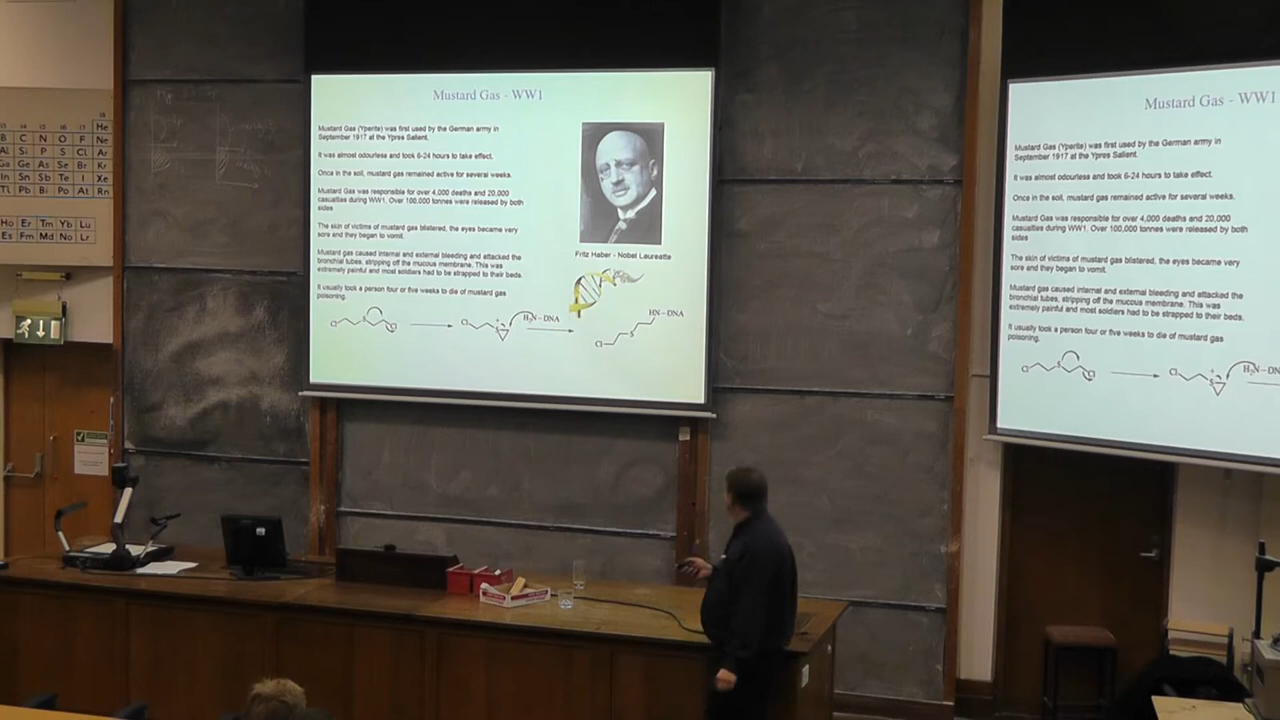 Mustard Gas - WW1
Mustard Gas (Yperite) was first used by the German army in
September 1917 at the Ypres Salient.
It was almost odourless and took 6-24 hours to take effect.
Once in the soil, mustard gas remained active for several weeks.
Mustard Gas was responsible for over 4,000 deaths and 20,000
casualties during WW1. Over 100,000 tonnes were released by both
sides
The skin of victims of mustard gas blistered, the eyes became very
sore and they began to vomit.
Mustard gas caused internal and external bleeding and attacked the
bronchial tubes, stripping off the mucous membrane. This was
extremely painful and most soldiers had to be strapped to their beds.
It usually took a person four or five weeks to die of mustard gas
poisoning.
Fritz Haber - Nobel Laureatte
Cl S Cl
Cl S + H₂N-DNA
HN-DNA
S
Cl
Mustard Gas - WW1
Mustard Gas (Yperite) was first used by the German army in
September 1917 at the Ypres Salient.
It was almost odourless and took 6-24 hours to take effect.
Once in the soil, mustard gas remained active for several weeks.
Mustard Gas was responsible for over 4,000 deaths and 20,000
casualties during WW1. Over 100,000 tonnes were released by both
sides
The skin of victims of mustard gas blistered, the eyes became very
sore and they began to vomit.
Mustard gas caused internal and external bleeding and attacked the
bronchial tubes, stripping off the mucous membrane. This was
extremely painful and most soldiers had to be strapped to their beds.
It usually took a person four or five weeks to die of mustard gas
poisoning.
Cl S Cl
Cl S + H₂N-DN
18
13 14 15 16 17 He
B C N O F Ne
AL Si P S Cl Ar
Ga Ge As Se Br Kr
In Sn Sb Te I Xe
Tl Pb Bi Po At Rn
Ho Er Tm Yb Lu
Es Fm Md No Lr